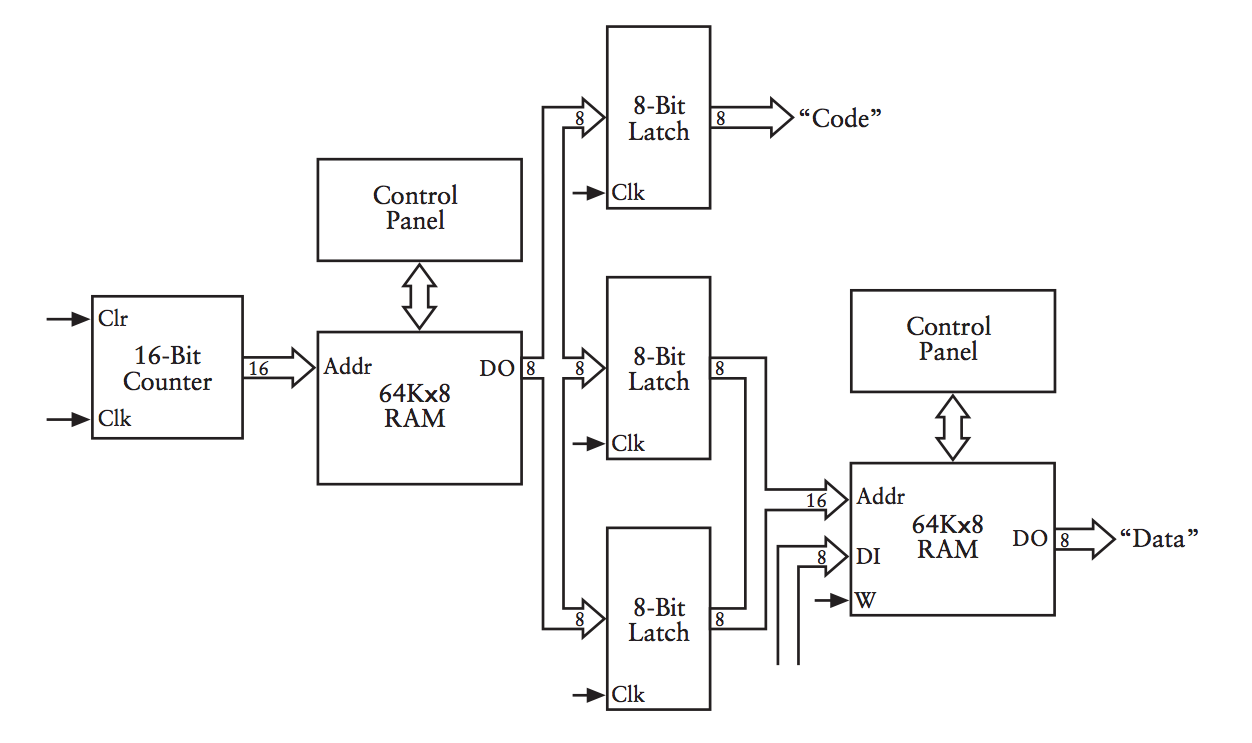 8-Bit
Latch
8
8
"Code"
Clk
Control
Panel
Clr
16-Bit
Counter
Clk
16
Addr
DO
64Kx8
RAM
8
8
8-Bit
Latch
8
Clk
Control
Panel
16
Addr
64Kx8
RAM
8
DI
DO
8
"Data"
W
8
8-Bit
Latch
8
Clk